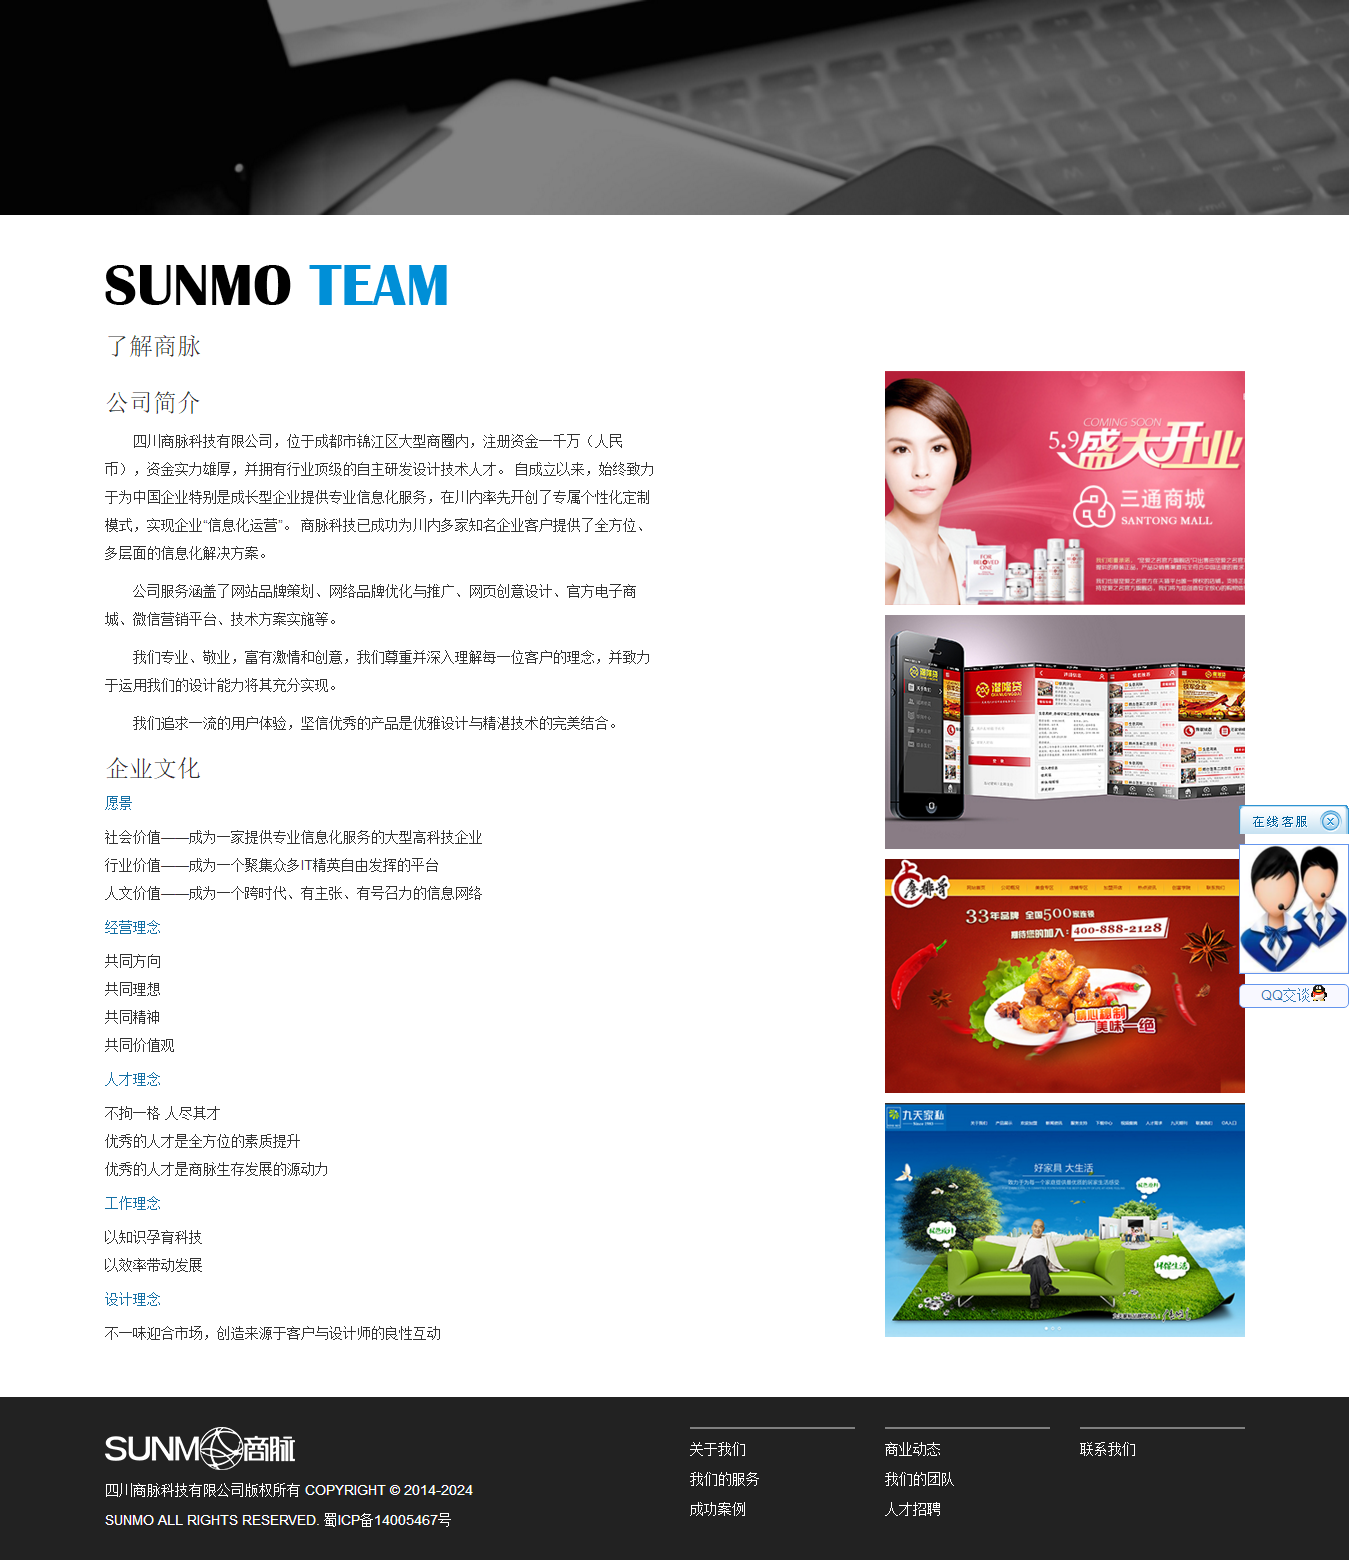 SUNMO TEAM
了解商脉
公司简介
四川商脉科技有限公司，位于成都市锦江区大型商圈内，注册资金一千万（人民
币），资金实力雄厚，并拥有行业顶级的自主研发设计技术人才。 自成立以来，始终致力
于为中国企业特别是成长型企业提供专业信息化服务，在川内率先开创了专属个性化定制
模式，实现企业“信息化运营”。 商脉科技已成功为川内多家知名企业客户提供了全方位、
多层面的信息化解决方案。
公司服务涵盖了网站品牌策划、网络品牌优化与推广、网页创意设计、官方电子商
城、微信营销平台、技术方案实施等。
我们专业、敬业，富有激情和创意，我们尊重并深入理解每一位客户的理念，并致力
于运用我们的设计能力将其充分实现。
我们追求一流的用户体验，坚信优秀的产品是优雅设计与精湛技术的完美结合。
企业文化
愿景
社会价值——成为一家提供专业信息化服务的大型高科技企业
行业价值——成为一个聚集众多IT精英自由发挥的平台
人文价值——成为一个跨时代、有主张、有号召力的信息网络
经营理念
共同方向
共同理想
共同精神
共同价值观
人才理念
不拘一格 人尽其才
优秀的人才是全方位的素质提升
优秀的人才是商脉生存发展的源动力
工作理念
以知识孕育科技
以效率带动发展
设计理念
不一味迎合市场，创造来源于客户与设计师的良性互动
COMING SOON
5.9盛大开业
三通商城
SANTONG MALL
FOR
BELOVED
ONE
33年品牌 全国500家连锁
期待您的加入：400-888-2128
精心秘制
美味一绝
九天家私
Since 1985
好家具 大生活
环保生活
在线客服
QQ交谈
SUNMO商脉
四川商脉科技有限公司版权所有 COPYRIGHT © 2014-2024
SUNMO ALL RIGHTS RESERVED. 蜀ICP备14005467号
关于我们
我们的服务
成功案例
商业动态
我们的团队
人才招聘
联系我们